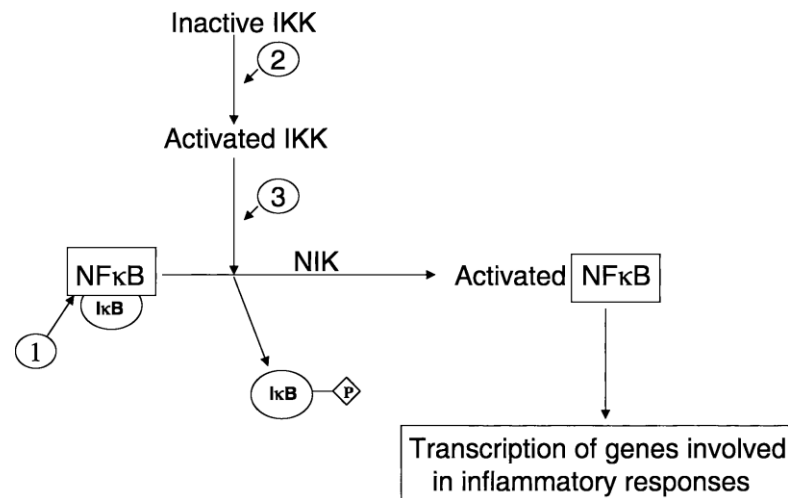 Inactive IKK
2
Activated IKK
3
NFκB
NIK
Activated NFκB
IκB
1
IκB
P
Transcription of genes involved
in inflammatory responses